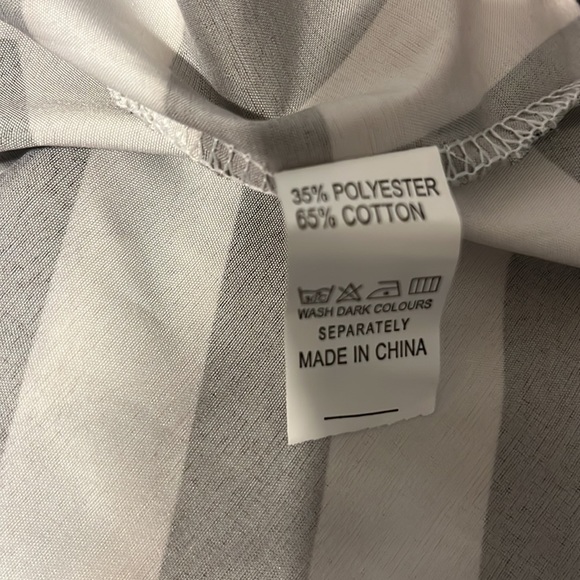 35% POLYESTER
65% COTTON
WASH DARK COLOURS
SEPARATELY
MADE IN CHINA